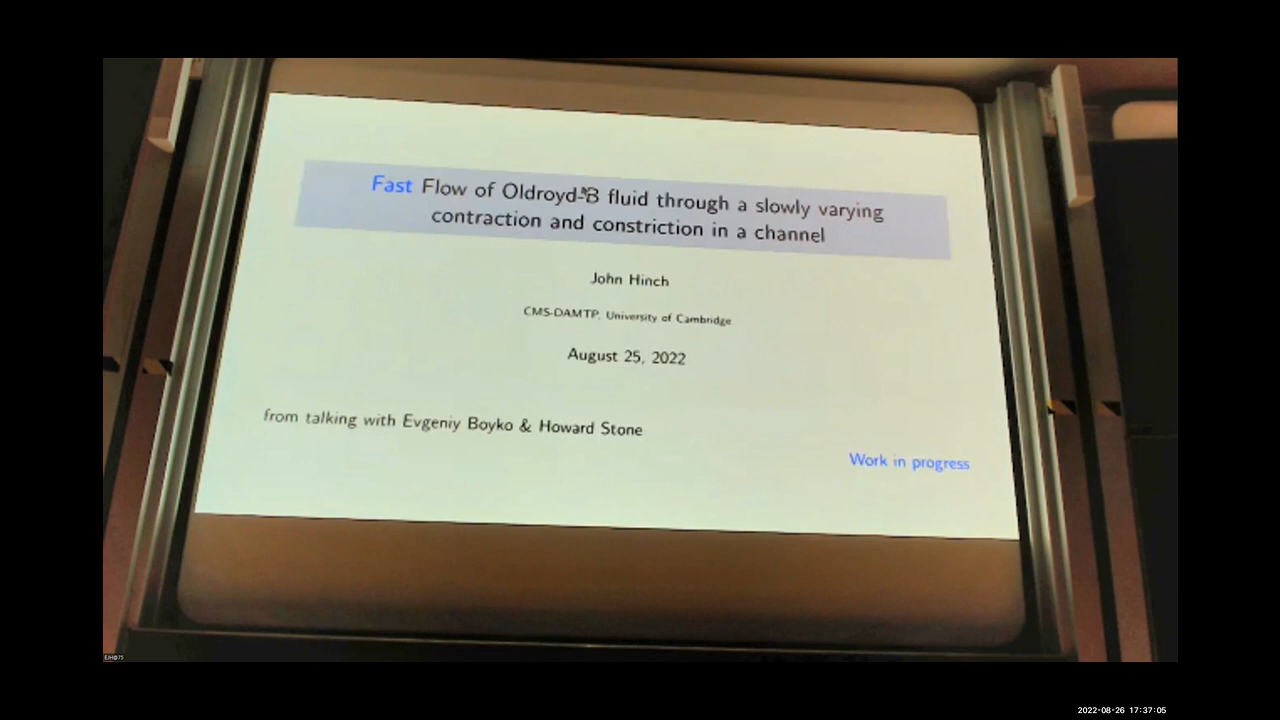 Fast Flow of Oldroyd-B fluid through a slowly varying
contraction and constriction in a channel
John Hinch
CMS-DAMTP, University of Cambridge
August 25, 2022
from talking with Evgeniy Boyko & Howard Stone
Work in progress
EJH@75
2022-08-26 17:37:05